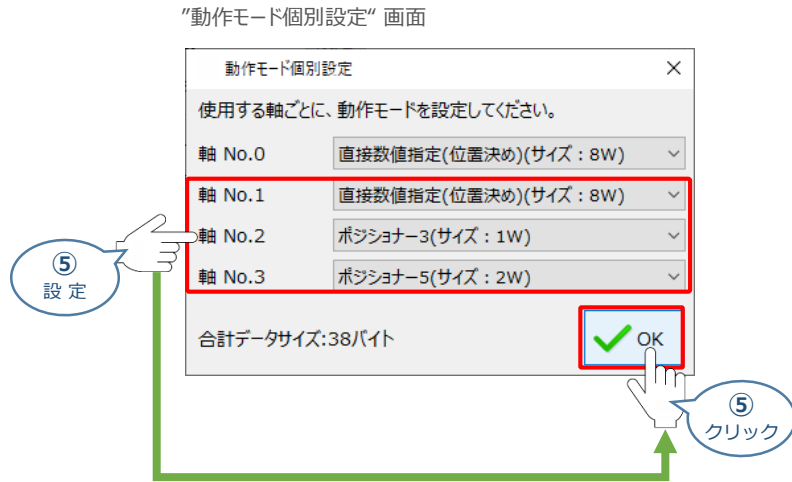 ”動作モード個別設定“ 画面
動作モード個別設定
使用する軸ごとに、動作モードを設定してください。
軸 No.0 直接数値指定(位置決め)(サイズ：8W)
軸 No.1 直接数値指定(位置決め)(サイズ：8W)
軸 No.2 ポジショナー3(サイズ：1W)
軸 No.3 ポジショナー5(サイズ：2W)
⑤
設 定
合計データサイズ:38バイト
OK
⑤
クリック